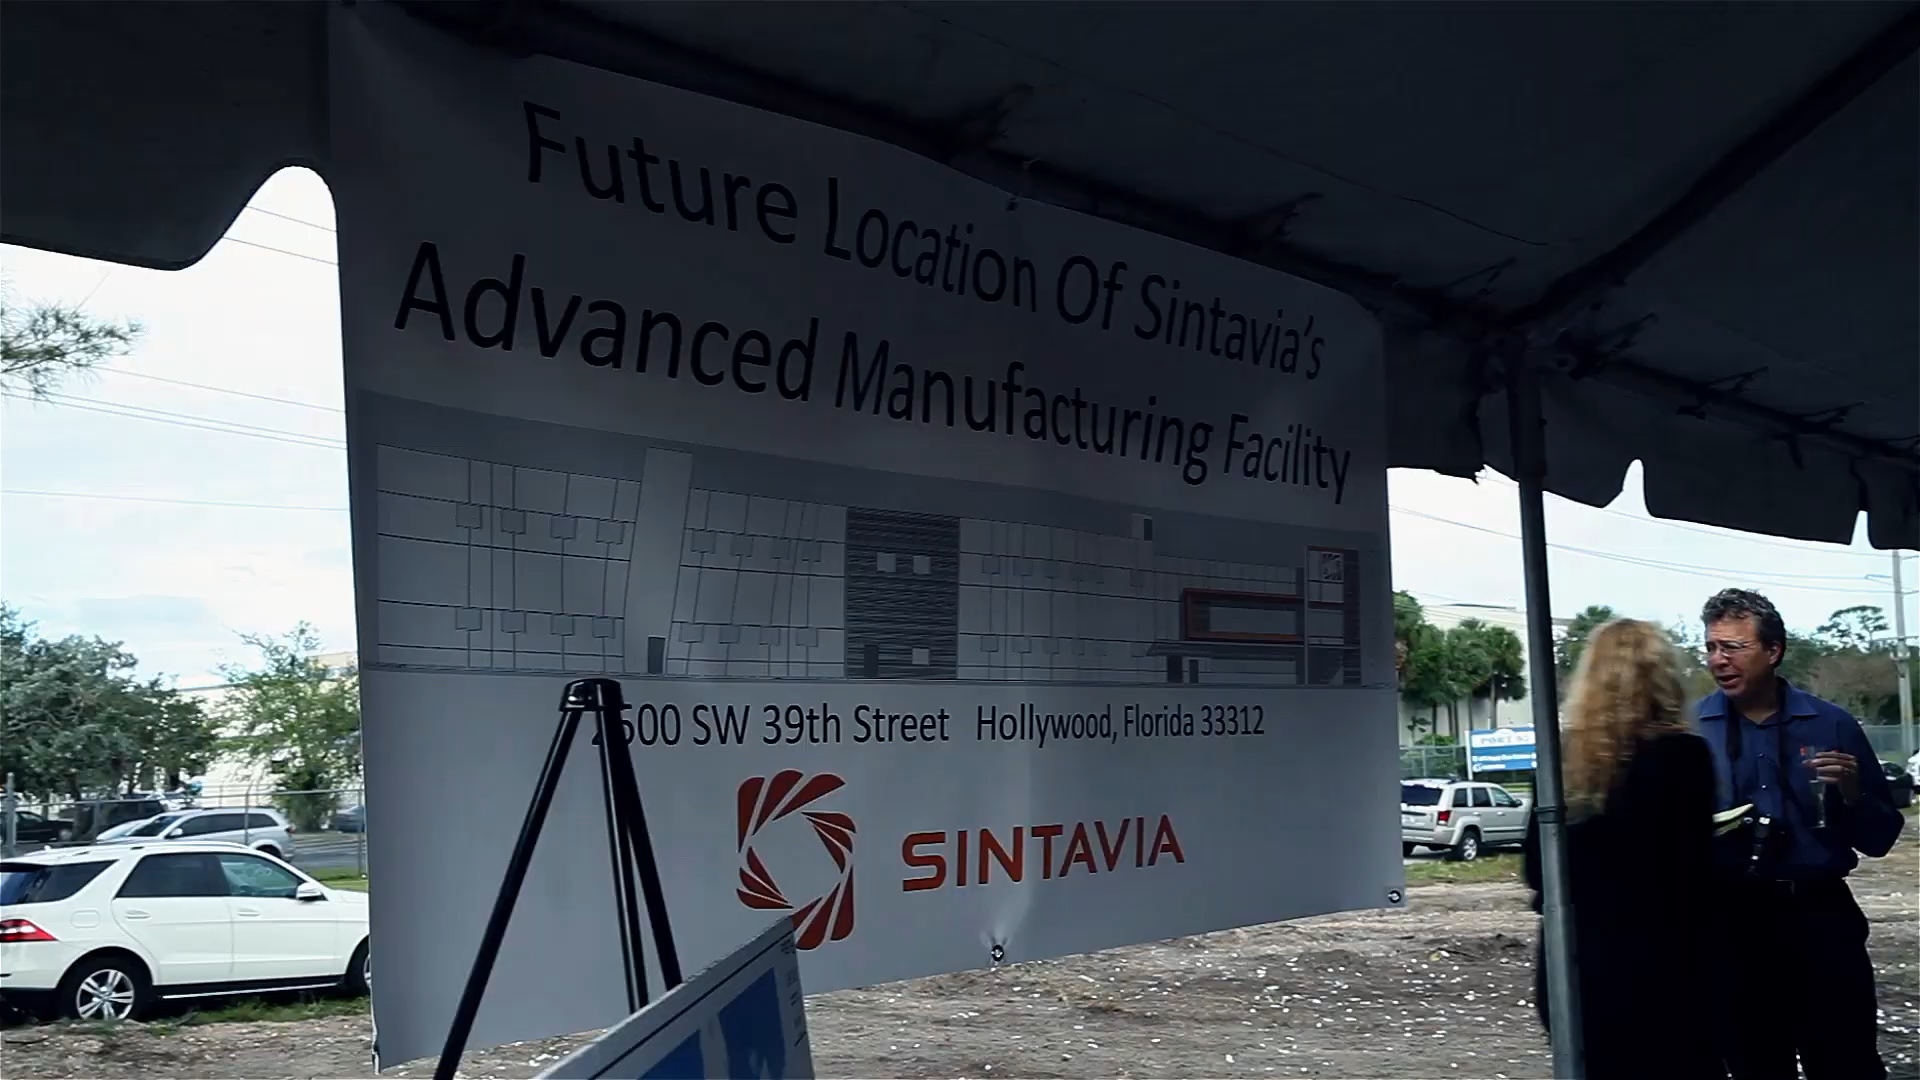 Future Location Of Sintavia's
Advanced Manufacturing Facility
500 SW 39th Street Hollywood, Florida 33312
SINTAVIA